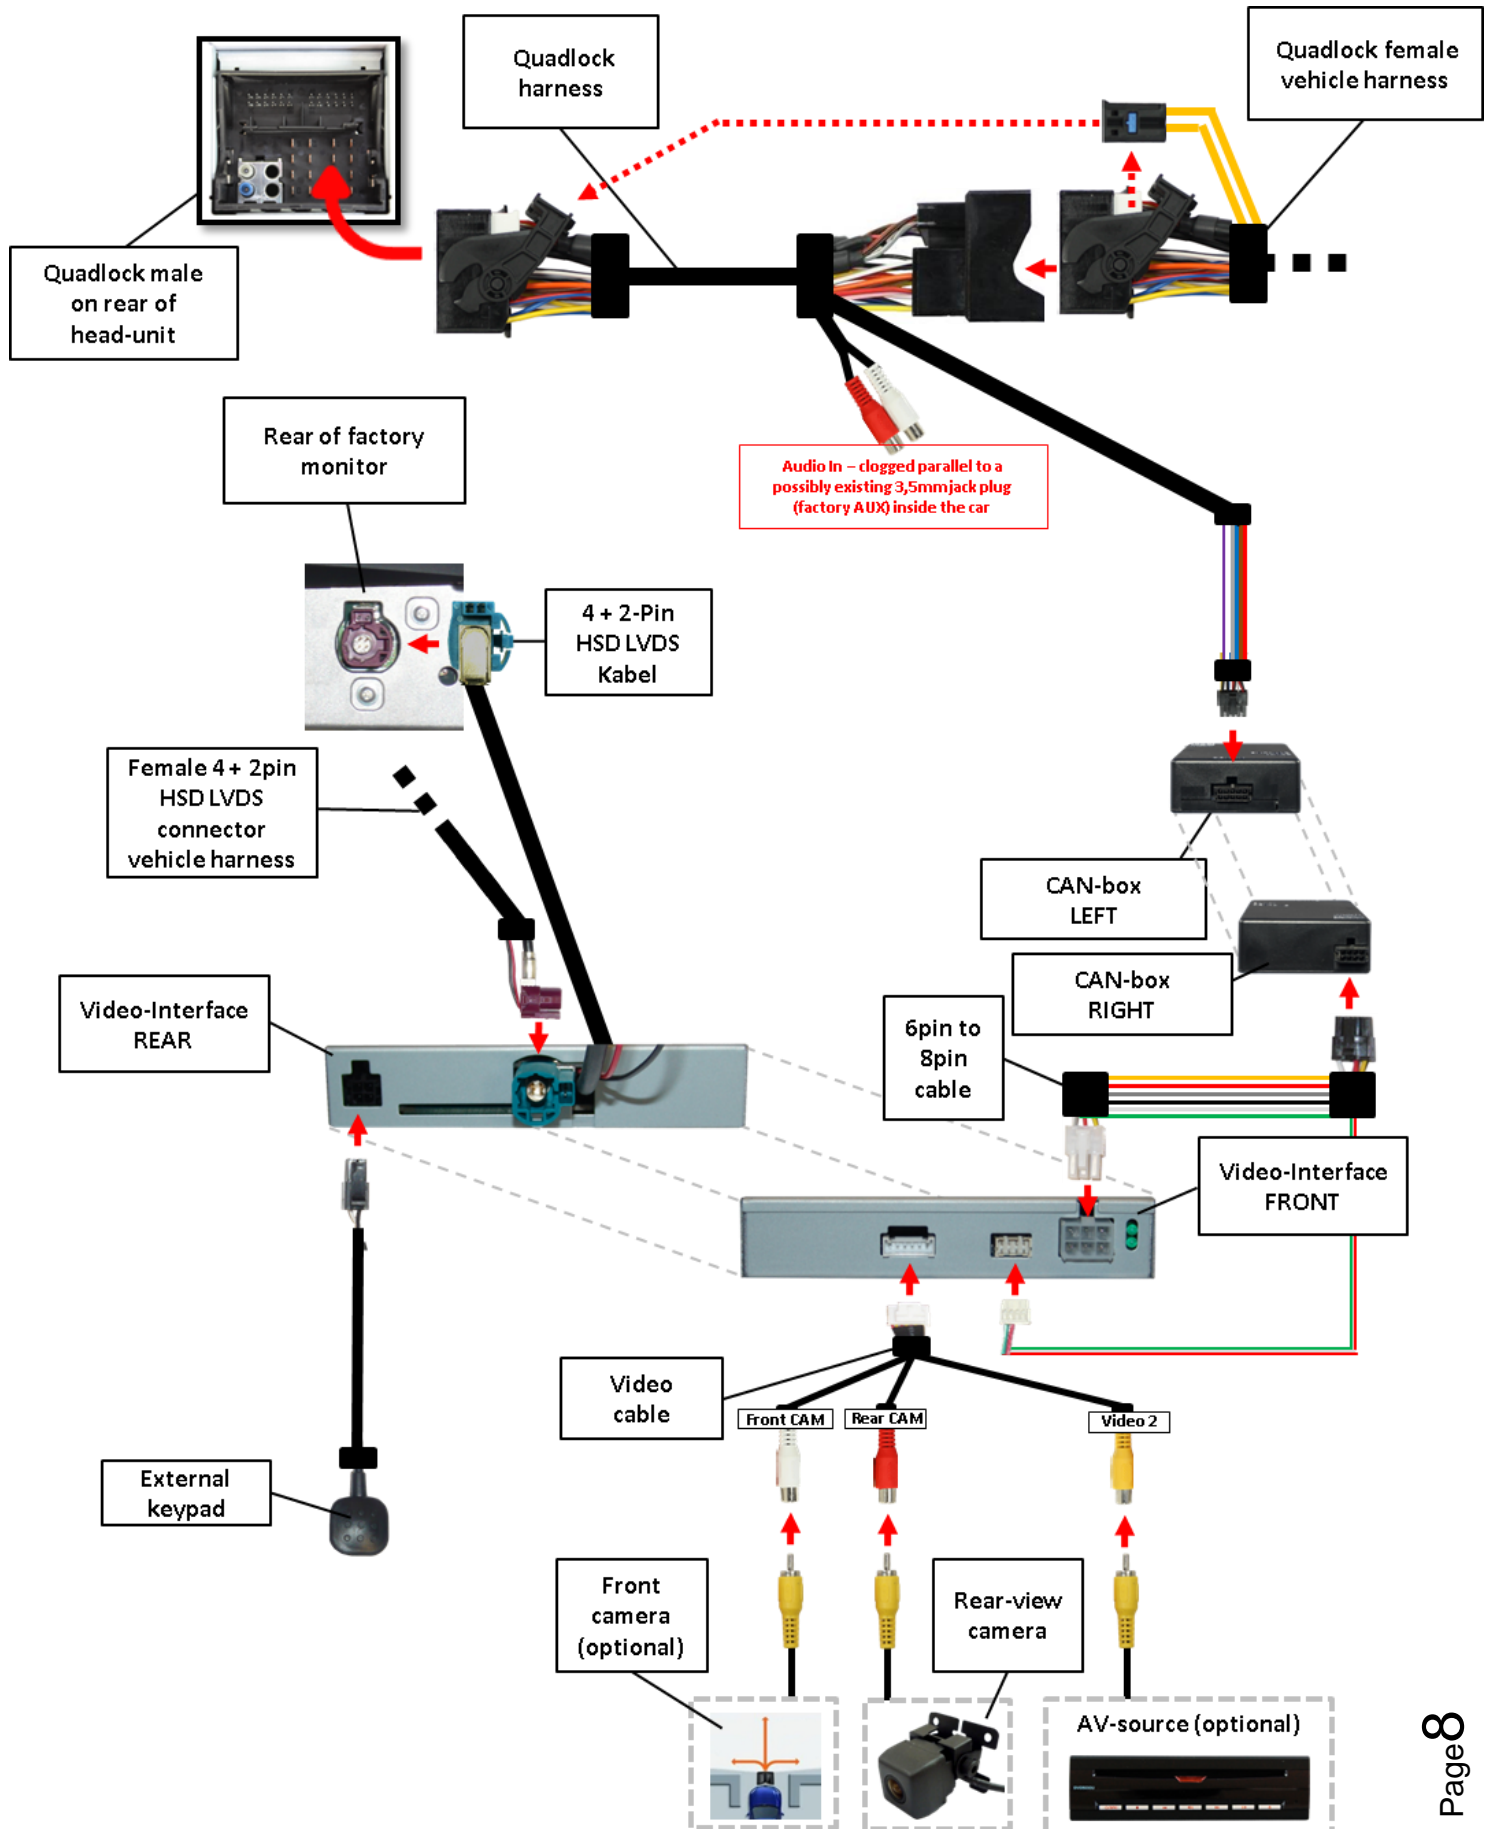 Quadlock
harness
Quadlock female
vehicle harness
Quadlock male
on rear of
head-unit
Rear of factory
monitor
Audio In – clogged parallel to a
possibly existing 3,5mm jack plug
(factory AUX) inside the car
4 + 2-Pin
HSD LVDS
Kabel
Female 4 + 2pin
HSD LVDS
connector
vehicle harness
CAN-box
LEFT
CAN-box
RIGHT
Video-Interface
REAR
6pin to
8pin
cable
Video-Interface
FRONT
Video
cable
Front CAM
Rear CAM
Video 2
External
keypad
Front
camera
(optional)
Rear-view
camera
AV-source (optional)
Page8